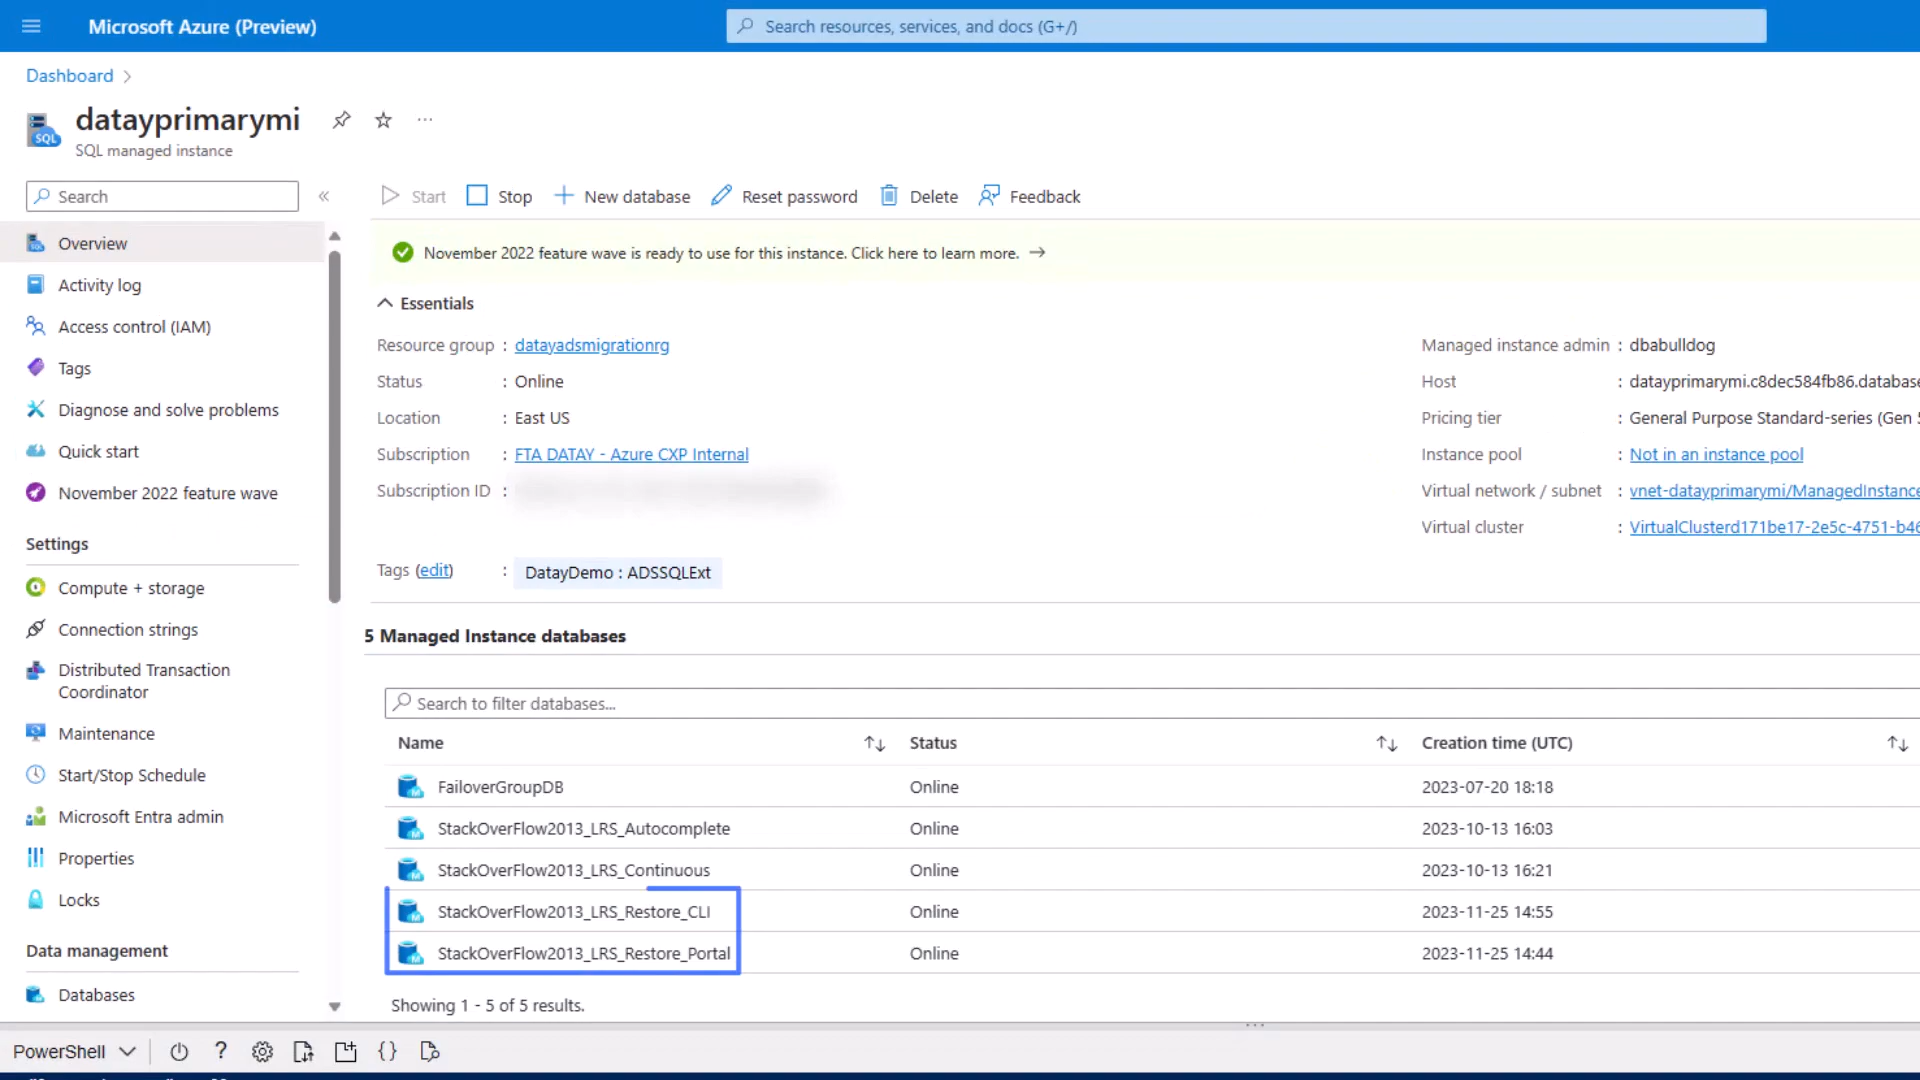 Microsoft Azure (Preview)
Search resources, services, and docs (G+/)
Dashboard
datayprimarymi
SQL managed instance
SQL
Search
Overview
Activity log
Access control (IAM)
Tags
Diagnose and solve problems
Quick start
November 2022 feature wave
Settings
Compute + storage
Connection strings
Distributed Transaction
Coordinator
Maintenance
Start/Stop Schedule
Microsoft Entra admin
Properties
Locks
Data management
Databases
Start Stop New database Reset password Delete Feedback
November 2022 feature wave is ready to use for this instance. Click here to learn more.
Essentials
Resource group : datayadsmigrationrg
Status : Online
Location : East US
Subscription : FTA DATAY - Azure CXP Internal
Subscription ID :
Tags (edit) : DatayDemo : ADSSQLExt
Managed instance admin : dbabulldog
Host : datayprimarymi.c8dec584fb86.database
Pricing tier : General Purpose Standard-series (Gen 5
Instance pool : Not in an instance pool
Virtual network / subnet : vnet-datayprimarymi/ManagedInstance
Virtual cluster : VirtualClusterd171be17-2e5c-4751-b46
5 Managed Instance databases
Search to filter databases...
Name Status Creation time (UTC)
FailoverGroupDB Online 2023-07-20 18:18
StackOverFlow2013_LRS_Autocomplete Online 2023-10-13 16:03
StackOverFlow2013_LRS_Continuous Online 2023-10-13 16:21
StackOverFlow2013_LRS_Restore_CLI Online 2023-11-25 14:55
StackOverFlow2013_LRS_Restore_Portal Online 2023-11-25 14:44
Showing 1 - 5 of 5 results.
PowerShell